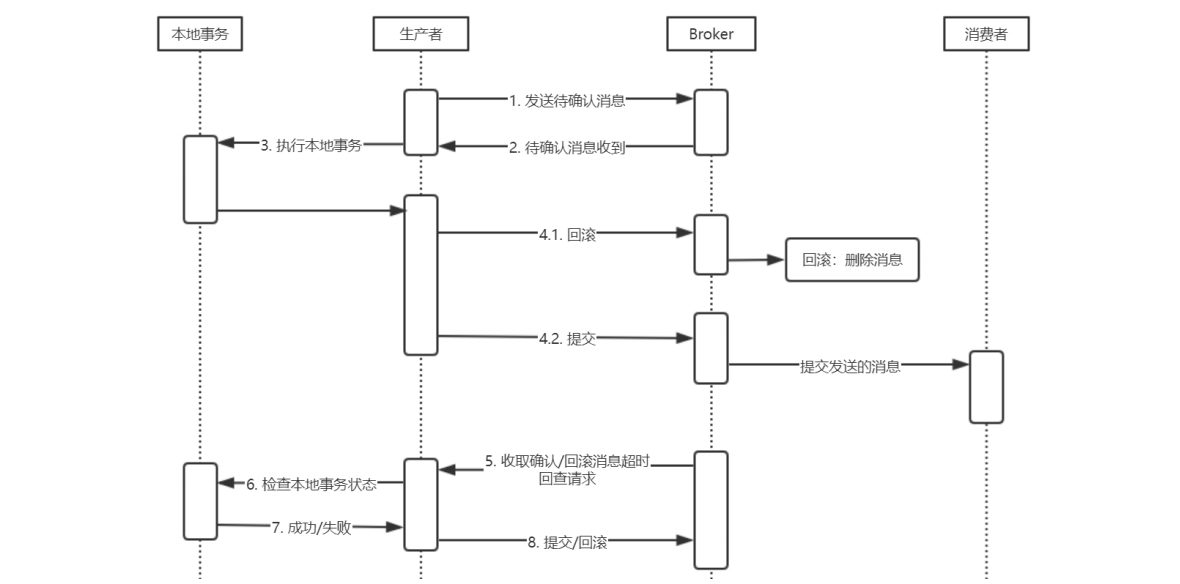 本地事务
生产者
Broker
消费者
1. 发送待确认消息
2. 待确认消息收到
3. 执行本地事务
4.1. 回滚
回滚：删除消息
4.2. 提交
提交发送的消息
5. 收取确认/回滚消息超时
回查请求
6. 检查本地事务状态
7. 成功/失败
8. 提交/回滚